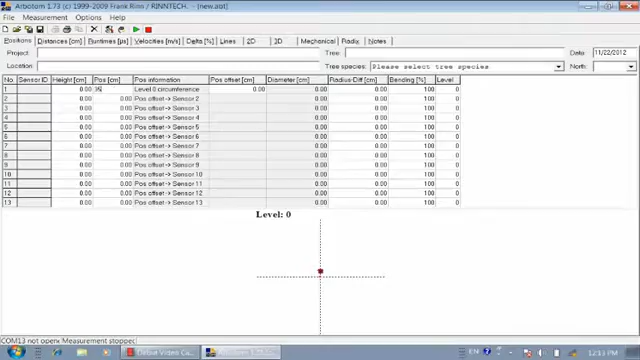 Arbotom 1.73 (c) 1999-2009 Frank Rinn / RINNTECH. - [new.abt]
File Measurement Options Help
Positions Distances [cm] Runtimes [µs] Velocities [m/s] Delta [%] Lines 2D 3D Mechanical Radix Notes
Project: Tree: Date 11/22/2012
Location: Tree species: Please select tree species North:
No. Sensor ID Height [cm] Pos [cm] Pos information Pos offset [cm] Diameter [cm] Radius-Diff [cm] Bending [%] Level
1 0.00 35 Level 0 circumference 0.00 0.00 0.00 100 0
2 0.00 0.00 Pos offset -> Sensor 2 0.00 0.00 100 0
3 0.00 0.00 Pos offset -> Sensor 3 0.00 0.00 100 0
4 0.00 0.00 Pos offset -> Sensor 4 0.00 0.00 100 0
5 0.00 0.00 Pos offset -> Sensor 5 0.00 0.00 100 0
6 0.00 0.00 Pos offset -> Sensor 6 0.00 0.00 100 0
7 0.00 0.00 Pos offset -> Sensor 7 0.00 0.00 100 0
8 0.00 0.00 Pos offset -> Sensor 8 0.00 0.00 100 0
9 0.00 0.00 Pos offset -> Sensor 9 0.00 0.00 100 0
10 0.00 0.00 Pos offset -> Sensor 10 0.00 0.00 100 0
11 0.00 0.00 Pos offset -> Sensor 11 0.00 0.00 100 0
12 0.00 0.00 Pos offset -> Sensor 12 0.00 0.00 100 0
13 0.00 0.00 Pos offset -> Sensor 13 0.00 0.00 100 0
Level: 0
COM13 not opene Measurement stopped
Debut Video Ca... Arbotom 1.73 ... EN 12:11 PM